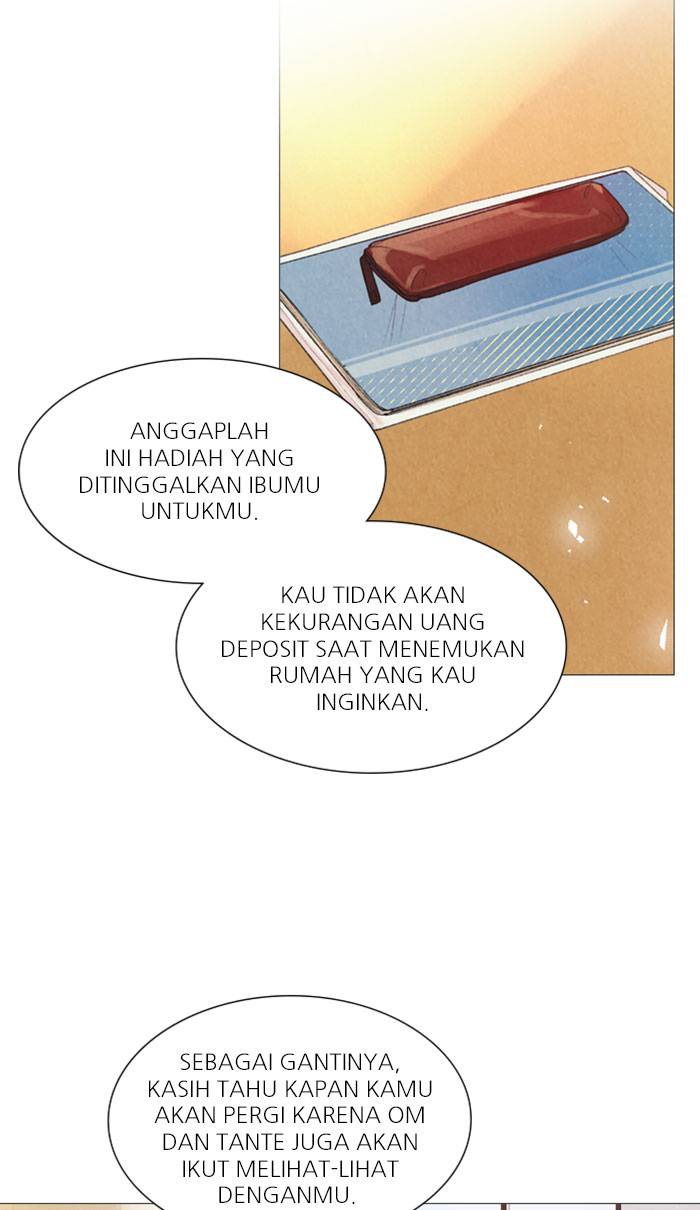 ANGGAPLAH
INI HADIAH YANG
DITINGGALKAN IBUMU
UNTUKMU.
KAU TIDAK AKAN
KEKURANGAN UANG
DEPOSIT SAAT MENEMUKAN
RUMAH YANG KAU
INGINKAN.
SEBAGAI GANTINYA,
KASIH TAHU KAPAN KAMU
AKAN PERGI KARENA OM
DAN TANTE JUGA AKAN
IKUT MELIHAT-LIHAT
DENGANMU.